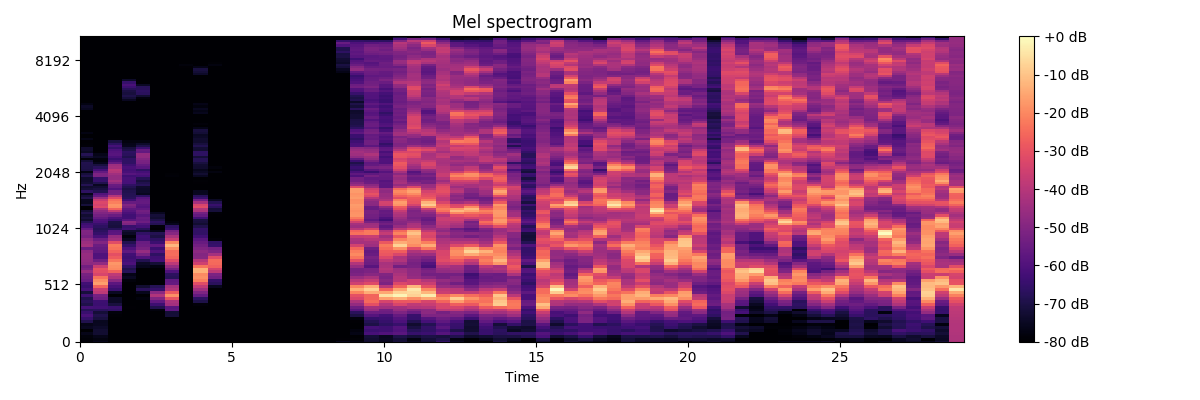 Mel spectrogram
Hz
8192
4096
2048
1024
512
0
0 5 10 15 20 25
Time
+0 dB
-10 dB
-20 dB
-30 dB
-40 dB
-50 dB
-60 dB
-70 dB
-80 dB